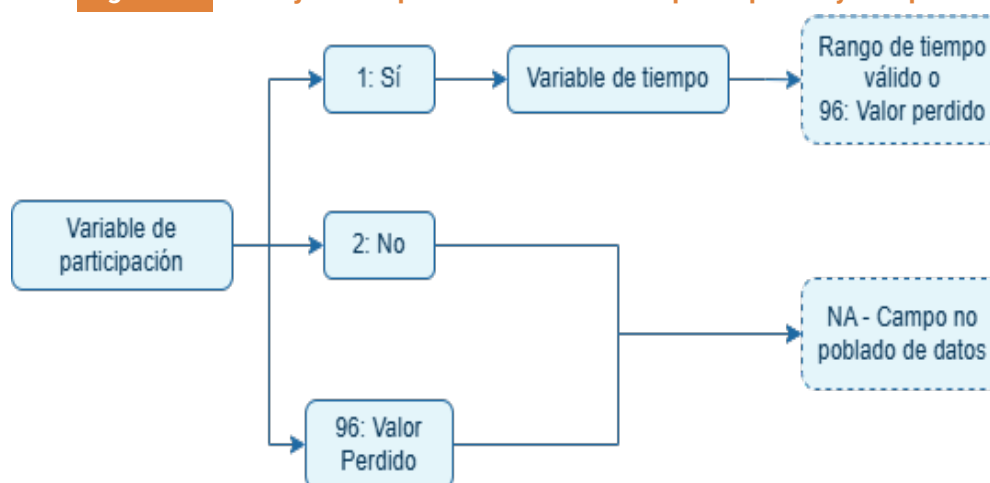 1: Sí
Variable de tiempo
Rango de tiempo
válido o
96: Valor perdido
Variable de
participación
2: No
NA - Campo no
poblado de datos
96: Valor
Perdido